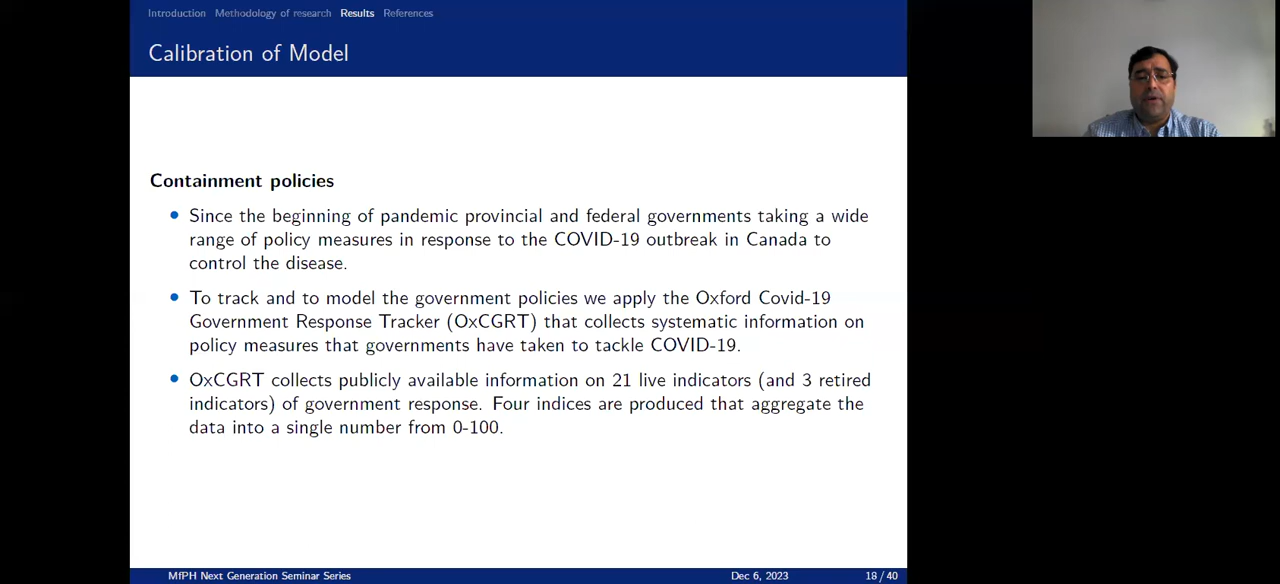 Introduction Methodology of research Results References
Calibration of Model
Containment policies
• Since the beginning of pandemic provincial and federal governments taking a wide
range of policy measures in response to the COVID-19 outbreak in Canada to
control the disease.
• To track and to model the government policies we apply the Oxford Covid-19
Government Response Tracker (OxCGRT) that collects systematic information on
policy measures that governments have taken to tackle COVID-19.
• OxCGRT collects publicly available information on 21 live indicators (and 3 retired
indicators) of government response. Four indices are produced that aggregate the
data into a single number from 0-100.
MfPH Next Generation Seminar Series Dec 6, 2023 18 / 40